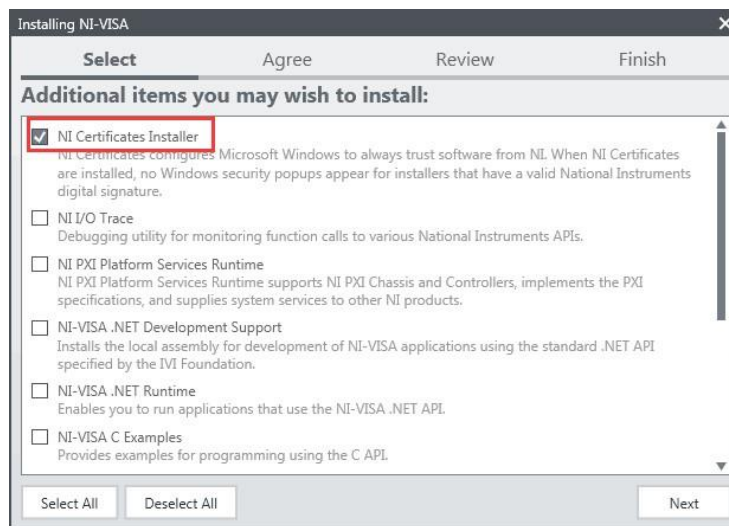 Installing NI-VISA
Select Agree Review Finish
Additional items you may wish to install:
NI Certificates Installer
NI Certificates configures Microsoft Windows to always trust software from NI. When NI Certificates
are installed, no Windows security popups appear for installers that have a valid National Instruments
digital signature.
NI I/O Trace
Debugging utility for monitoring function calls to various National Instruments APIs.
NI PXI Platform Services Runtime
NI PXI Platform Services Runtime supports NI PXI Chassis and Controllers, implements the PXI
specifications, and supplies system services to other NI products.
NI-VISA .NET Development Support
Installs the local assembly for development of NI-VISA applications using the standard .NET API
specified by the IVI Foundation.
NI-VISA .NET Runtime
Enables you to run applications that use the NI-VISA .NET API.
NI-VISA C Examples
Provides examples for programming using the C API.
Select All Deselect All Next